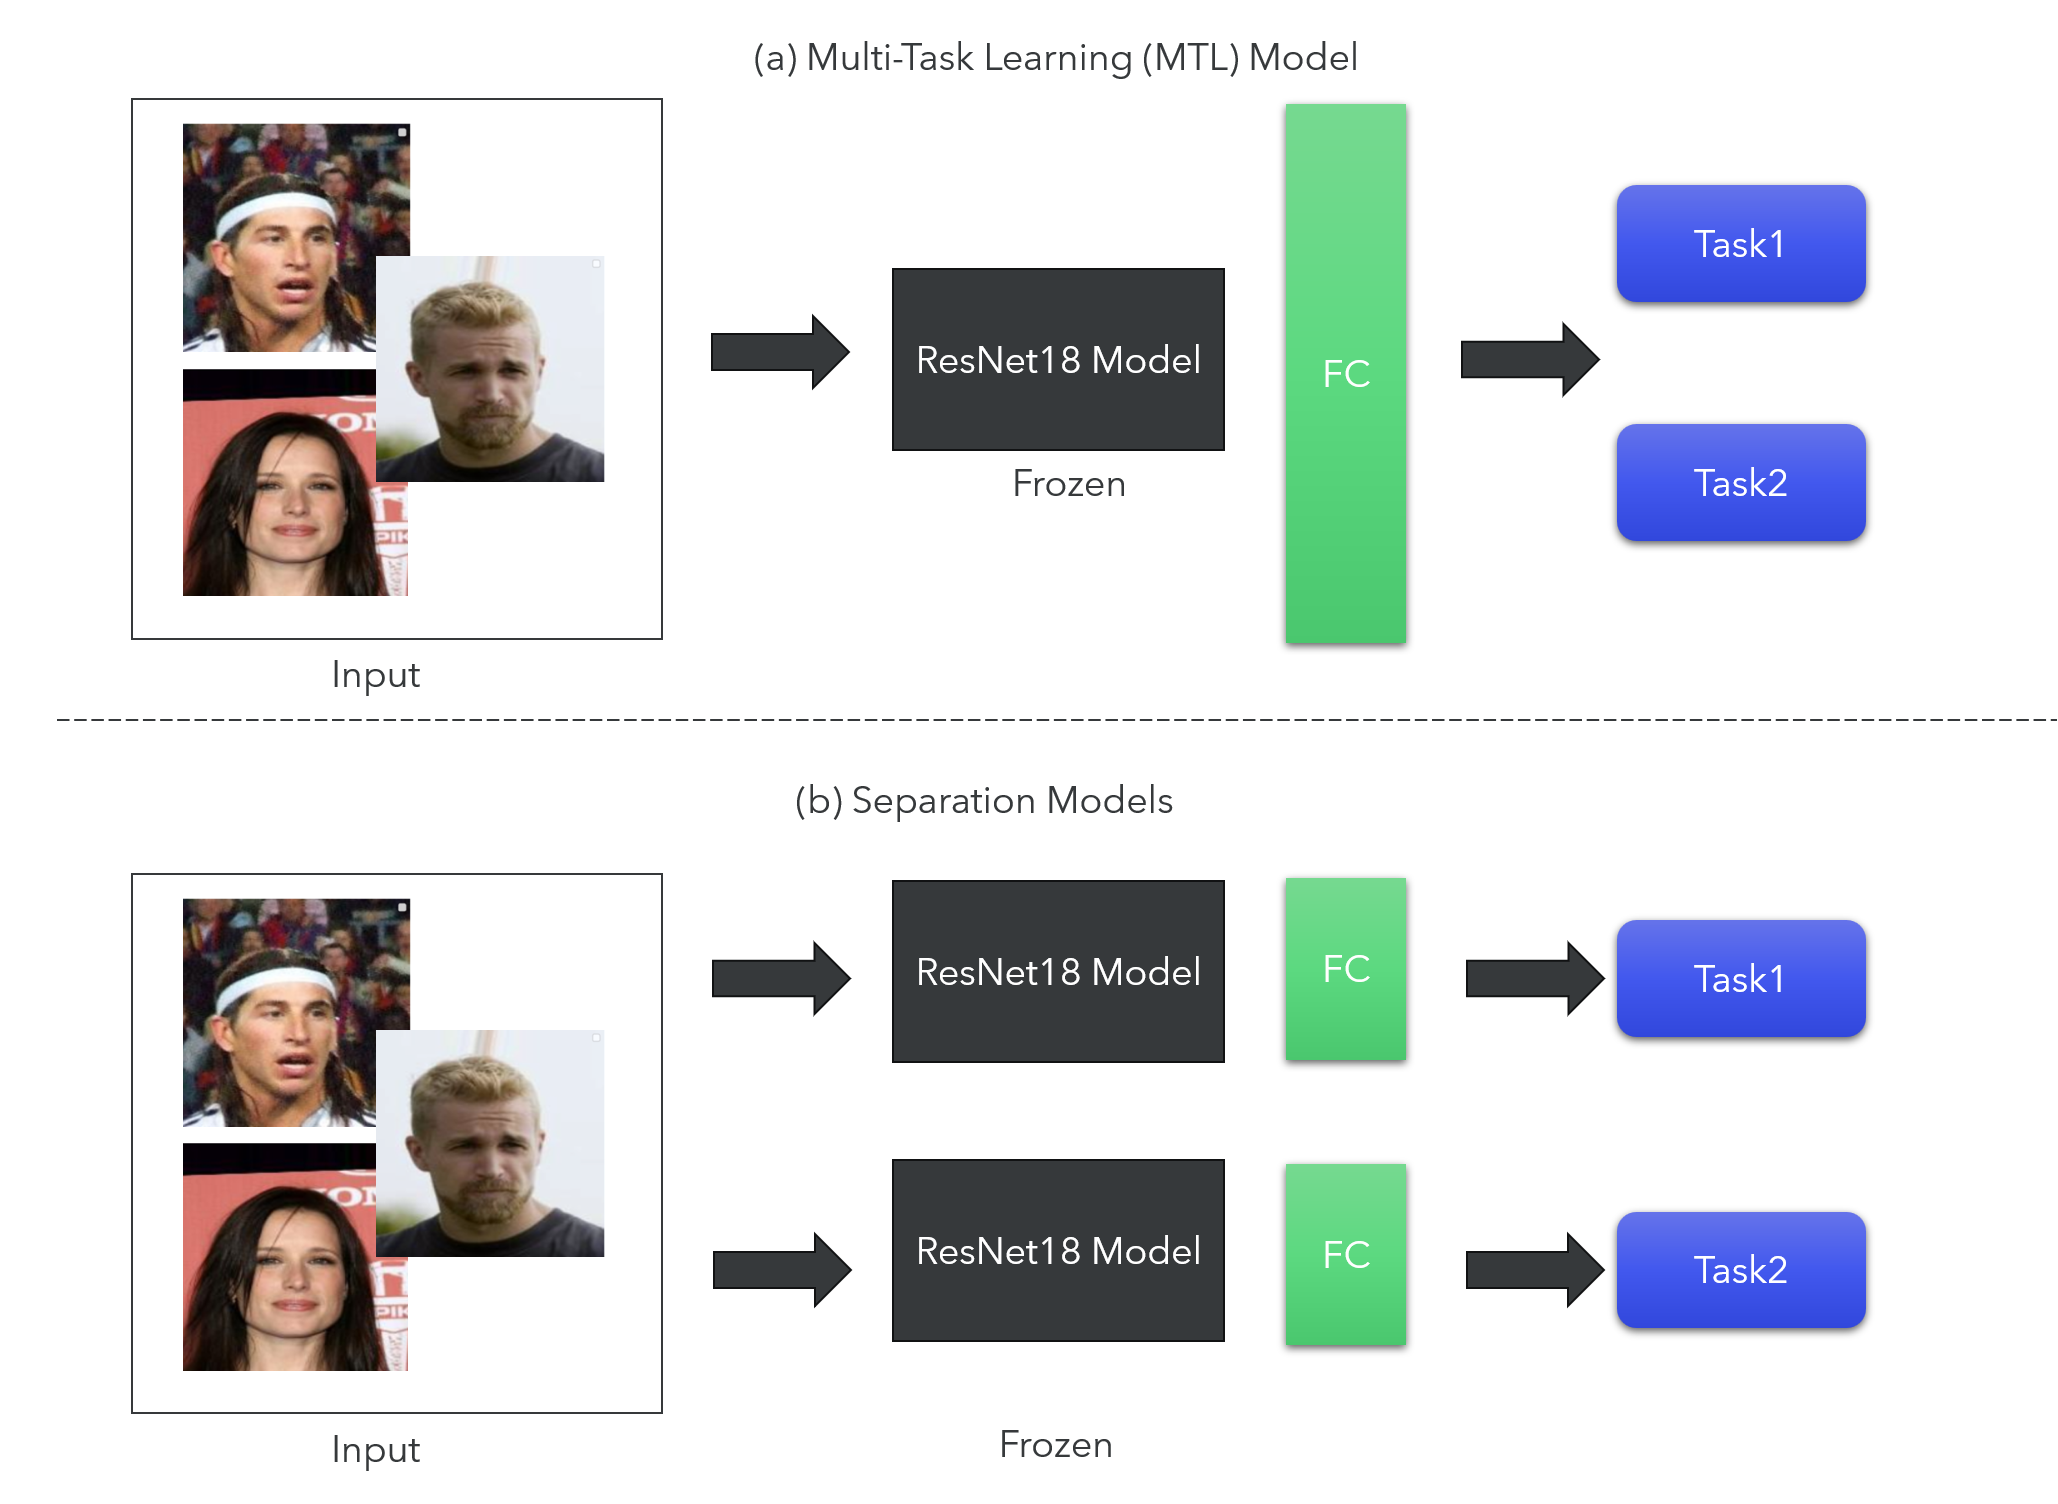 (a) Multi-Task Learning (MTL) Model
Task1
ResNet18 Model
FC
Task2
Frozen
Input
(b) Separation Models
ResNet18 Model
FC
Task1
ResNet18 Model
FC
Task2
Input
Frozen